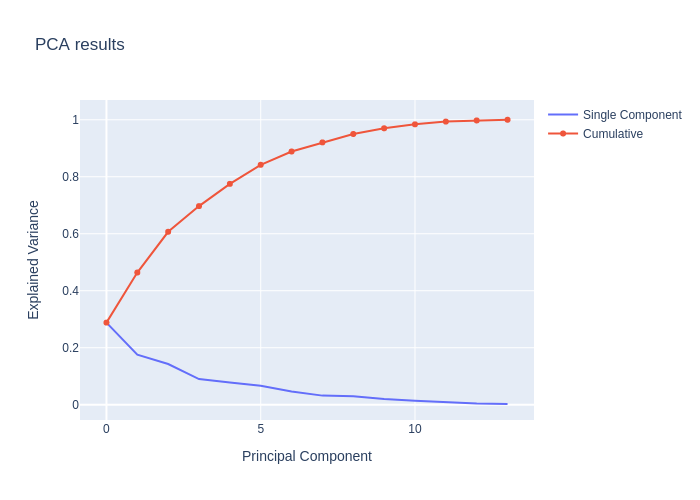 PCA results
Single Component
Cumulative
Explained Variance
1
0.8
0.6
0.4
0.2
0
0
5
10
Principal Component